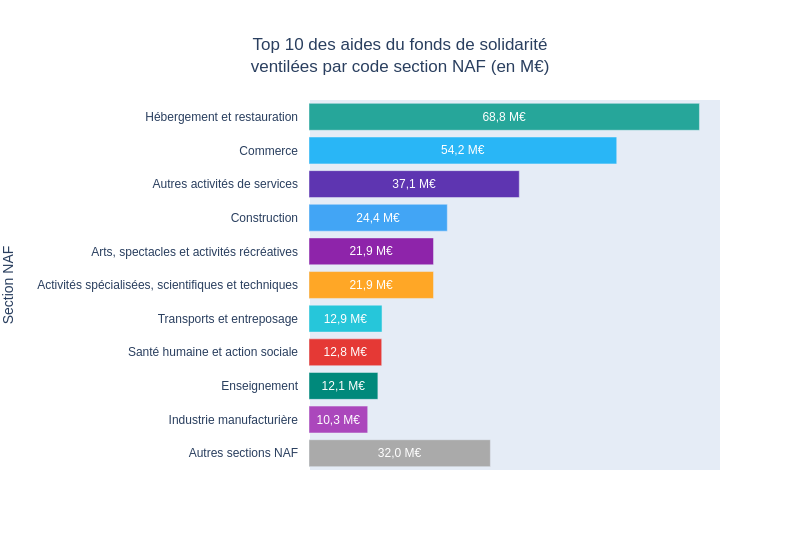 Top 10 des aides du fonds de solidarité
ventilées par code section NAF (en M€)
Section NAF
Hébergement et restauration 68,8 M€
Commerce 54,2 M€
Autres activités de services 37,1 M€
Construction 24,4 M€
Arts, spectacles et activités récréatives 21,9 M€
Activités spécialisées, scientifiques et techniques 21,9 M€
Transports et entreposage 12,9 M€
Santé humaine et action sociale 12,8 M€
Enseignement 12,1 M€
Industrie manufacturière 10,3 M€
Autres sections NAF 32,0 M€